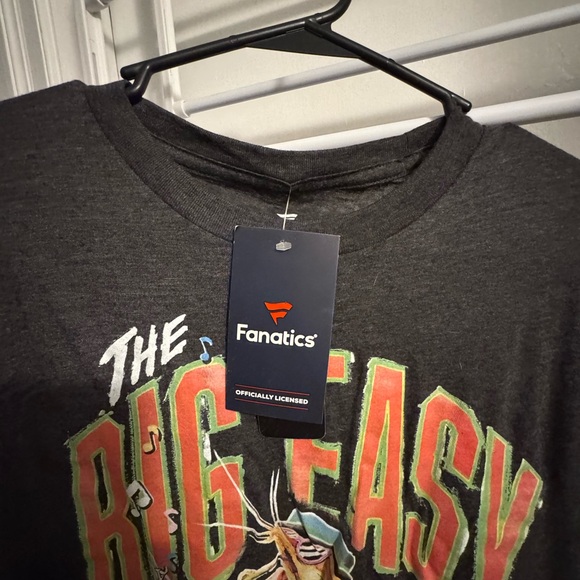 Fanatics
OFFICIALLY LICENSED
THE
BIG EASY